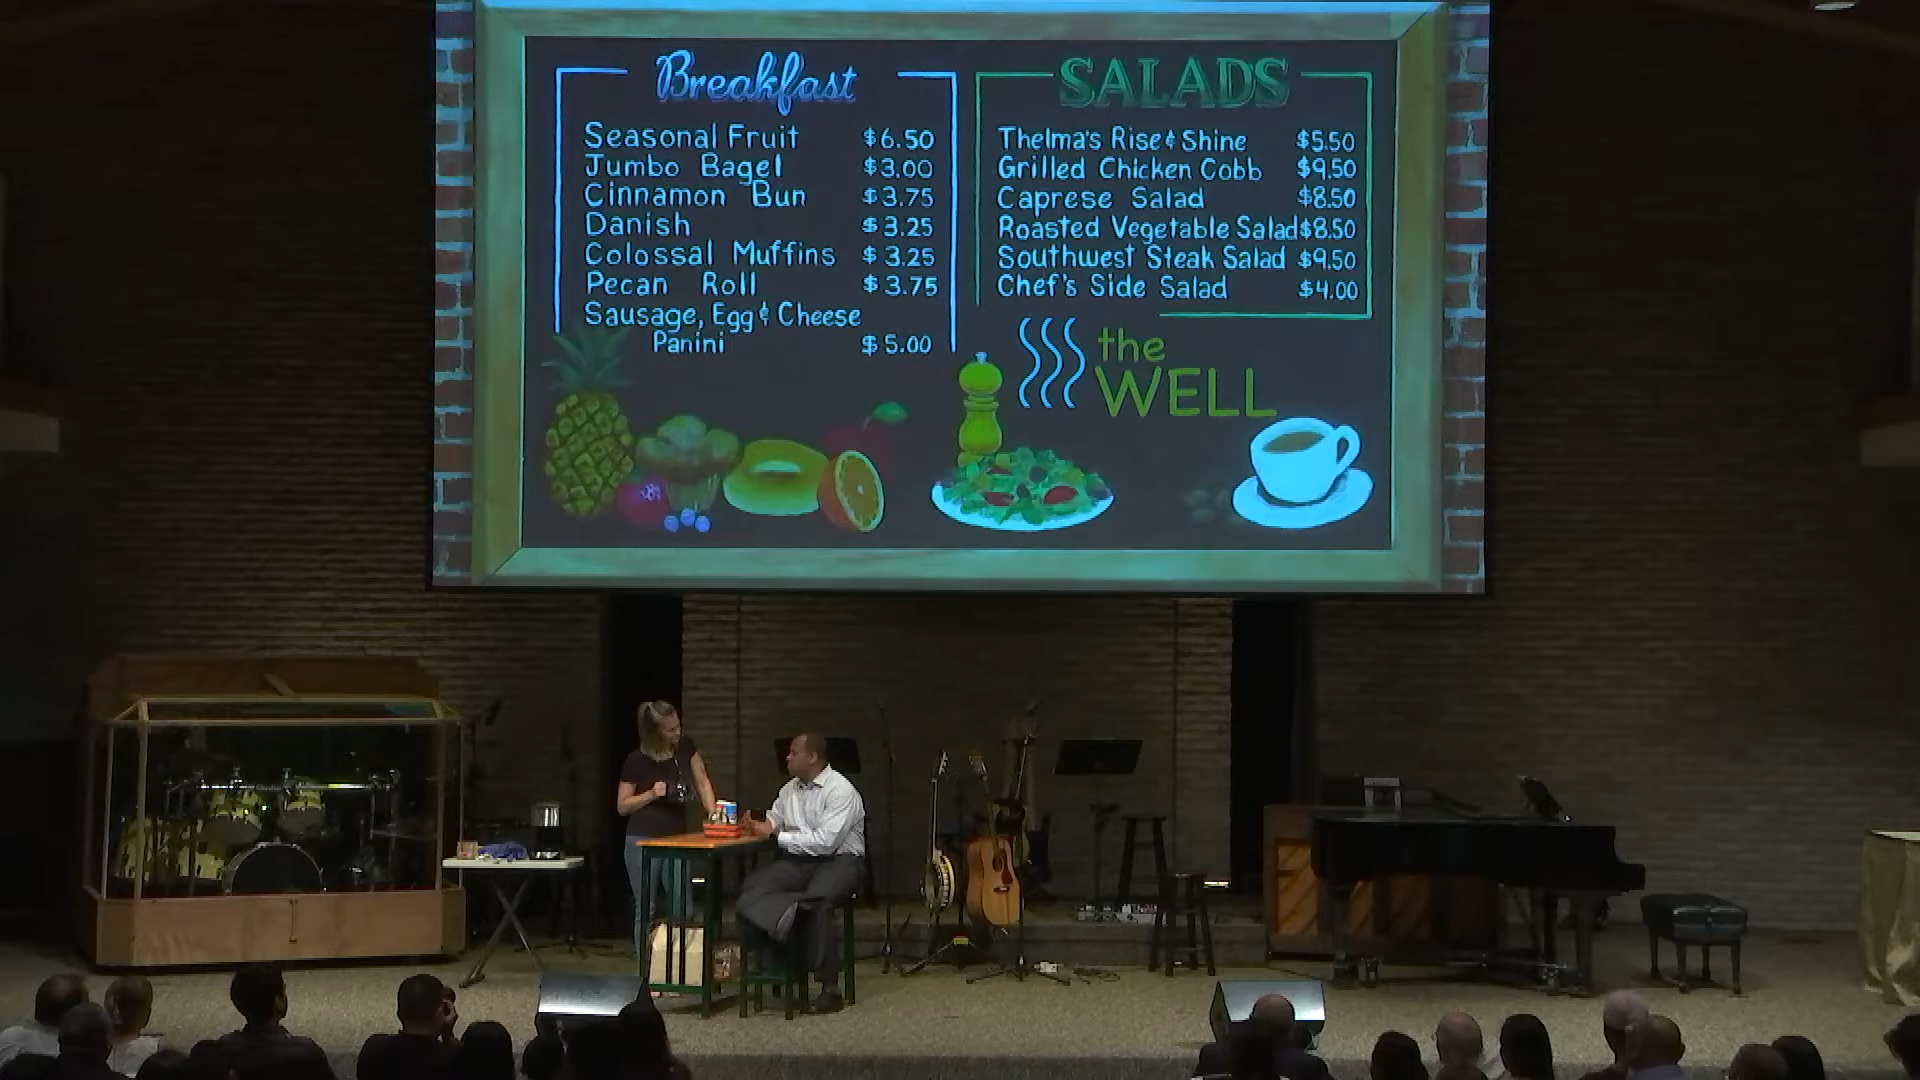 Breakfast
Seasonal Fruit $6.50
Jumbo Bagel $3.00
Cinnamon Bun $3.75
Danish $3.25
Colossal Muffins $3.25
Pecan Roll $3.75
Sausage, Egg & Cheese
Panini $5.00
SALADS
Thelma's Rise & Shine $5.50
Grilled Chicken Cobb $9.50
Caprese Salad $8.50
Roasted Vegetable Salad $8.50
Southwest Steak Salad $9.50
Chef's Side Salad $4.00
the
WELL